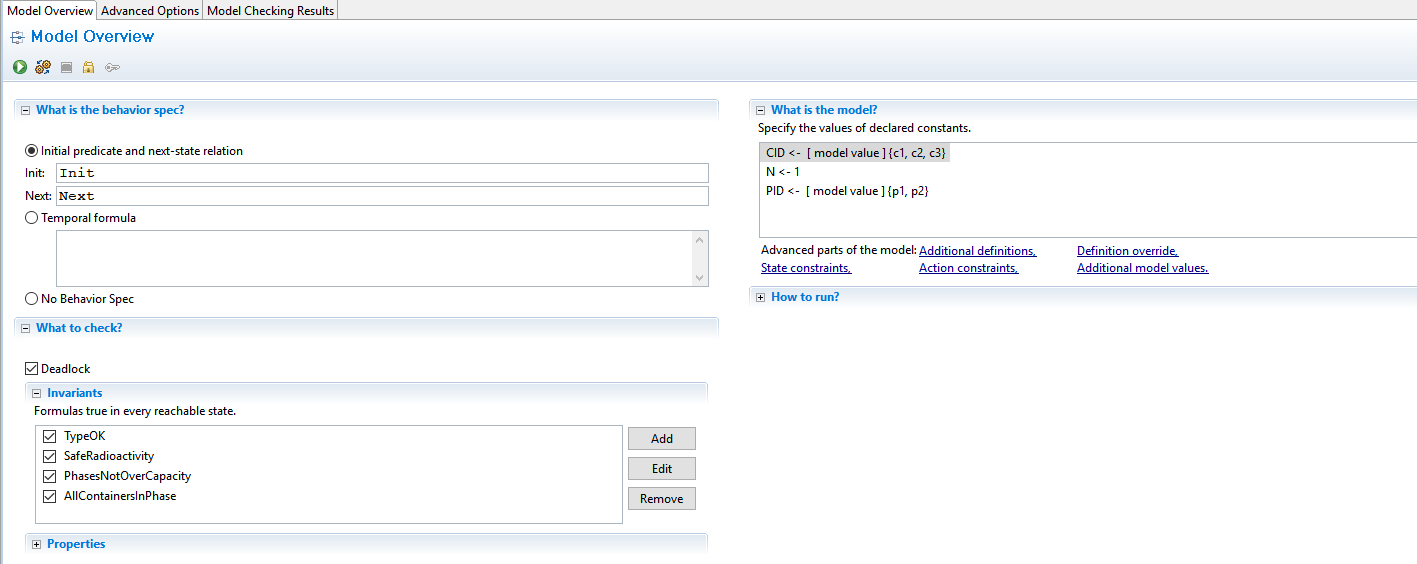 Model Overview Advanced Options Model Checking Results
Model Overview
What is the behavior spec?
Initial predicate and next-state relation
Init: Init
Next: Next
Temporal formula
No Behavior Spec
What to check?
Deadlock
Invariants
Formulas true in every reachable state.
TypeOK
SafeRadioactivity
PhasesNotOverCapacity
AllContainersInPhase
Add
Edit
Remove
Properties
What is the model?
Specify the values of declared constants.
CID <- [ model value ] {c1, c2, c3}
N <- 1
PID <- [ model value ] {p1, p2}
Advanced parts of the model: Additional definitions, Definition override,
State constraints, Action constraints, Additional model values.
How to run?